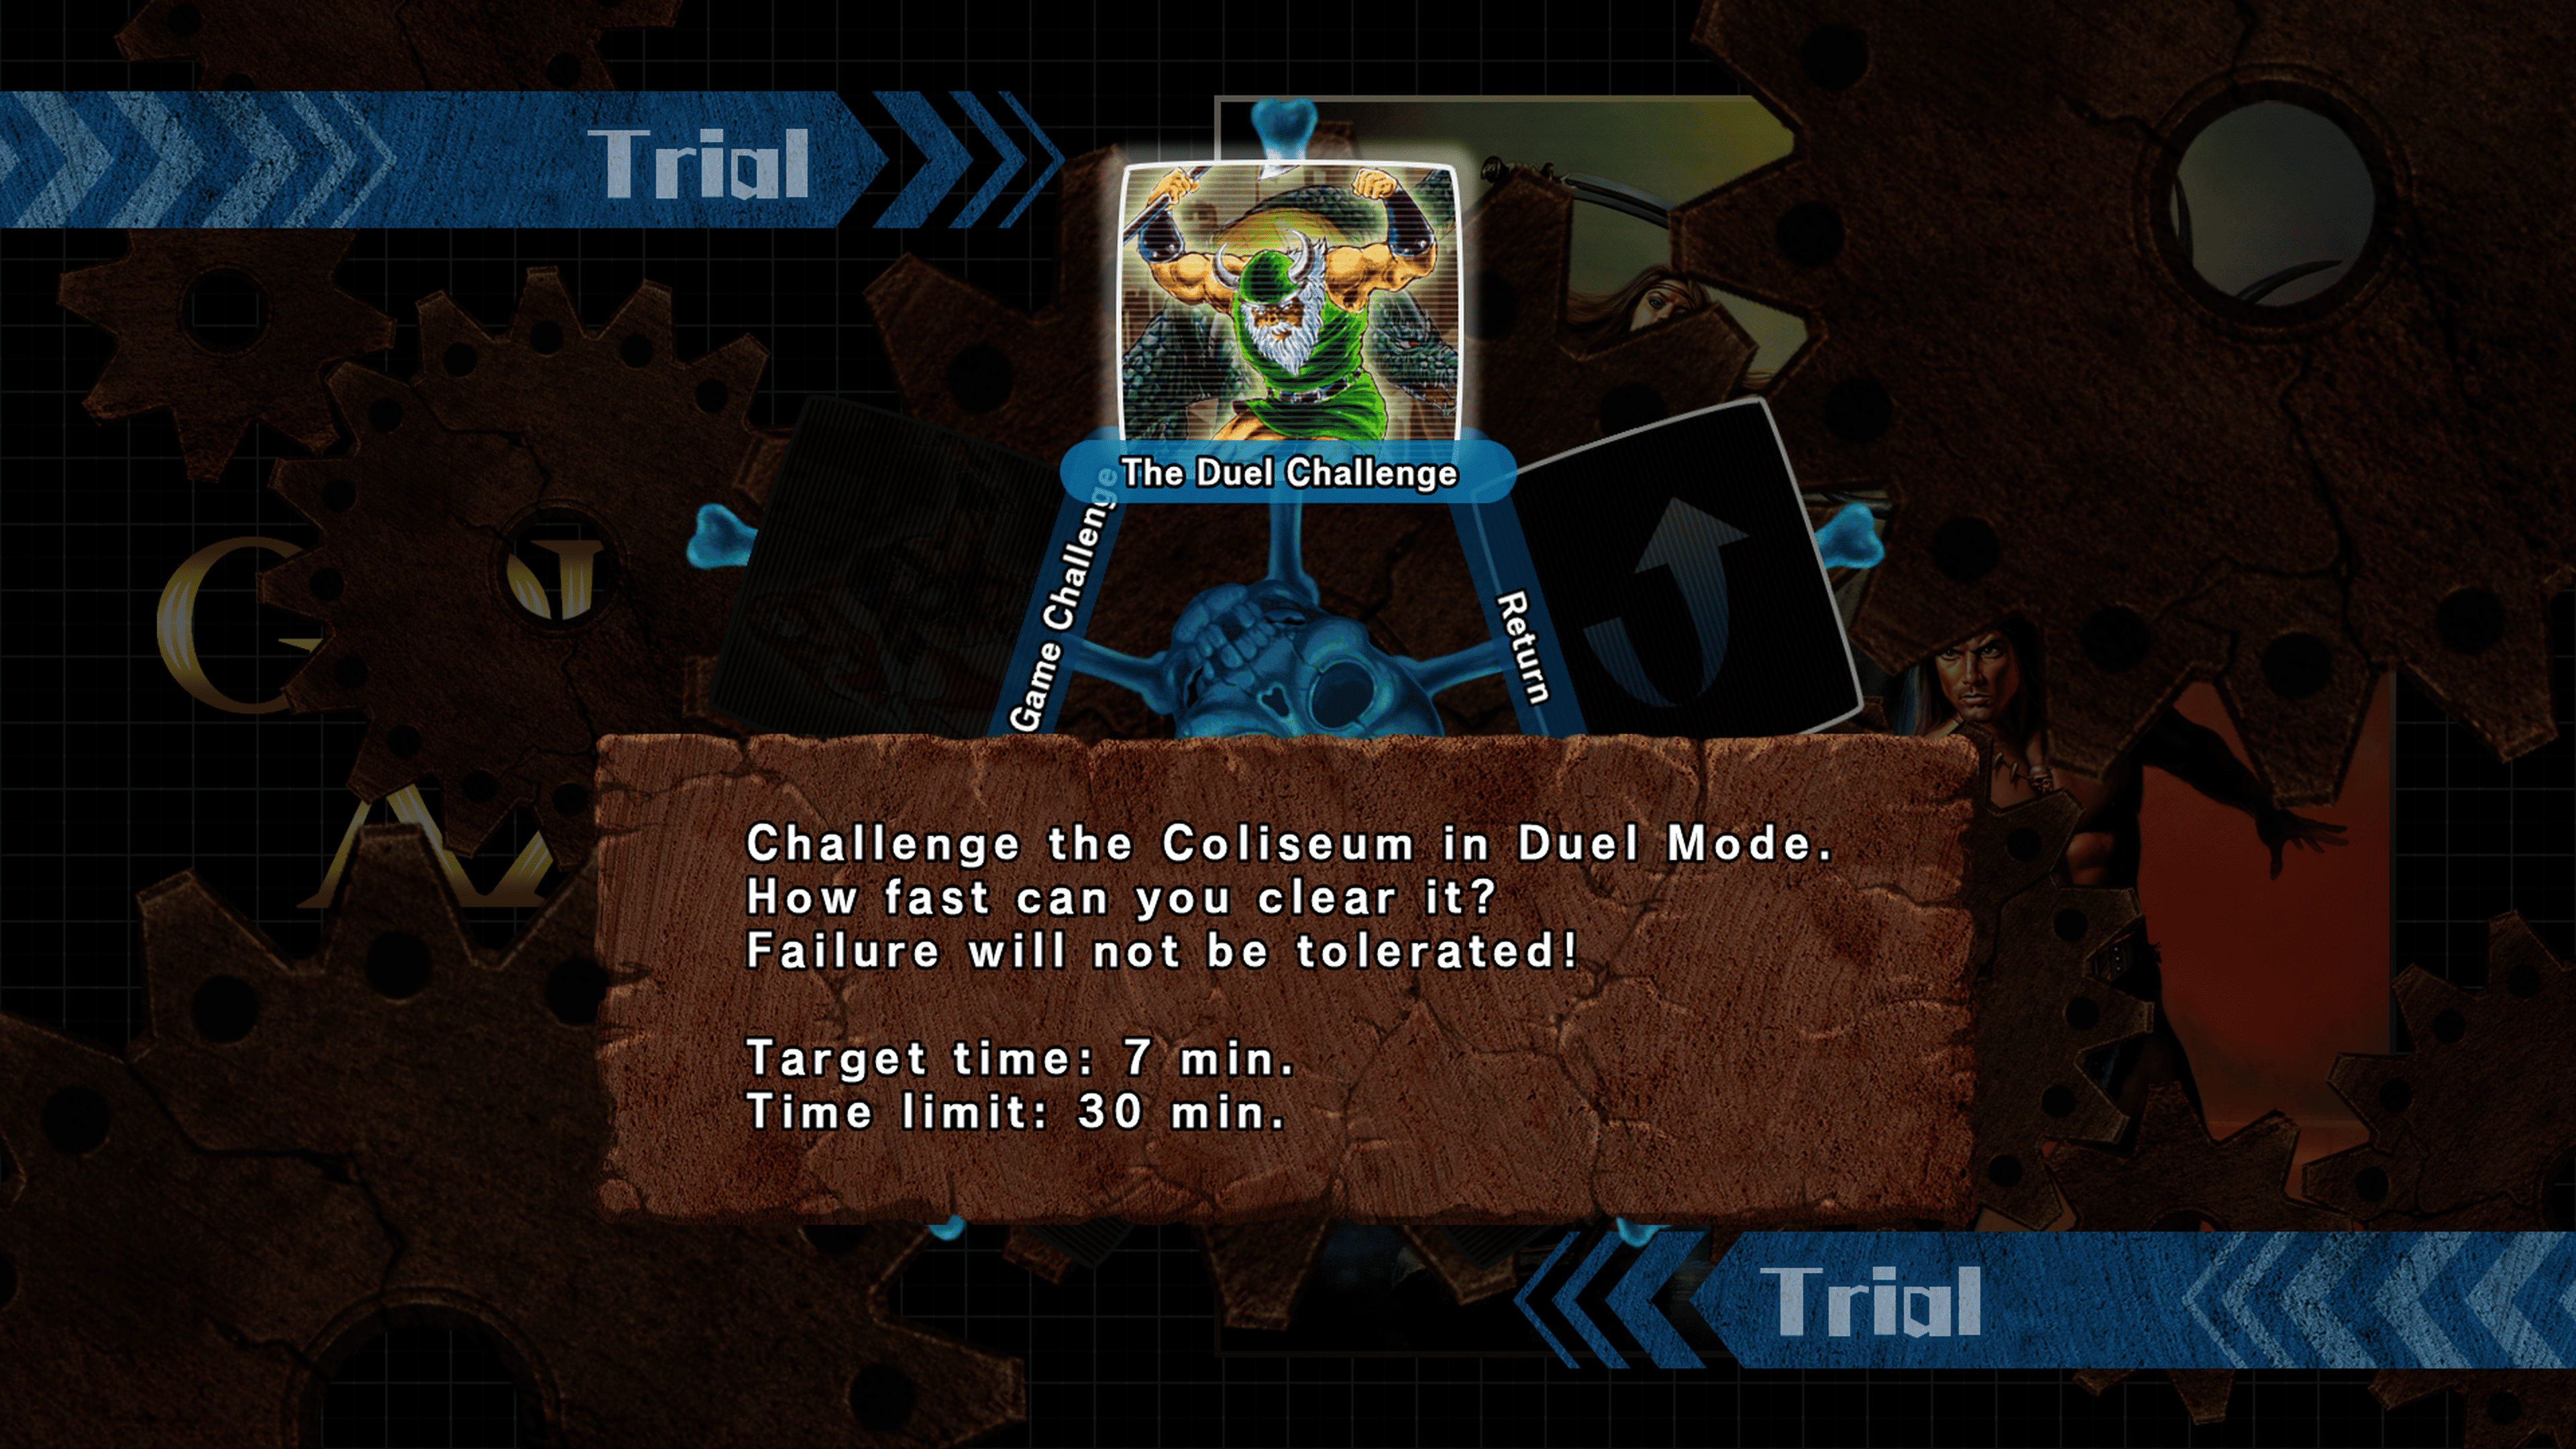 Trial
The Duel Challenge
Game Challenge
Return
Challenge the Coliseum in Duel Mode.
How fast can you clear it?
Failure will not be tolerated!
Target time: 7 min.
Time limit: 30 min.
Trial